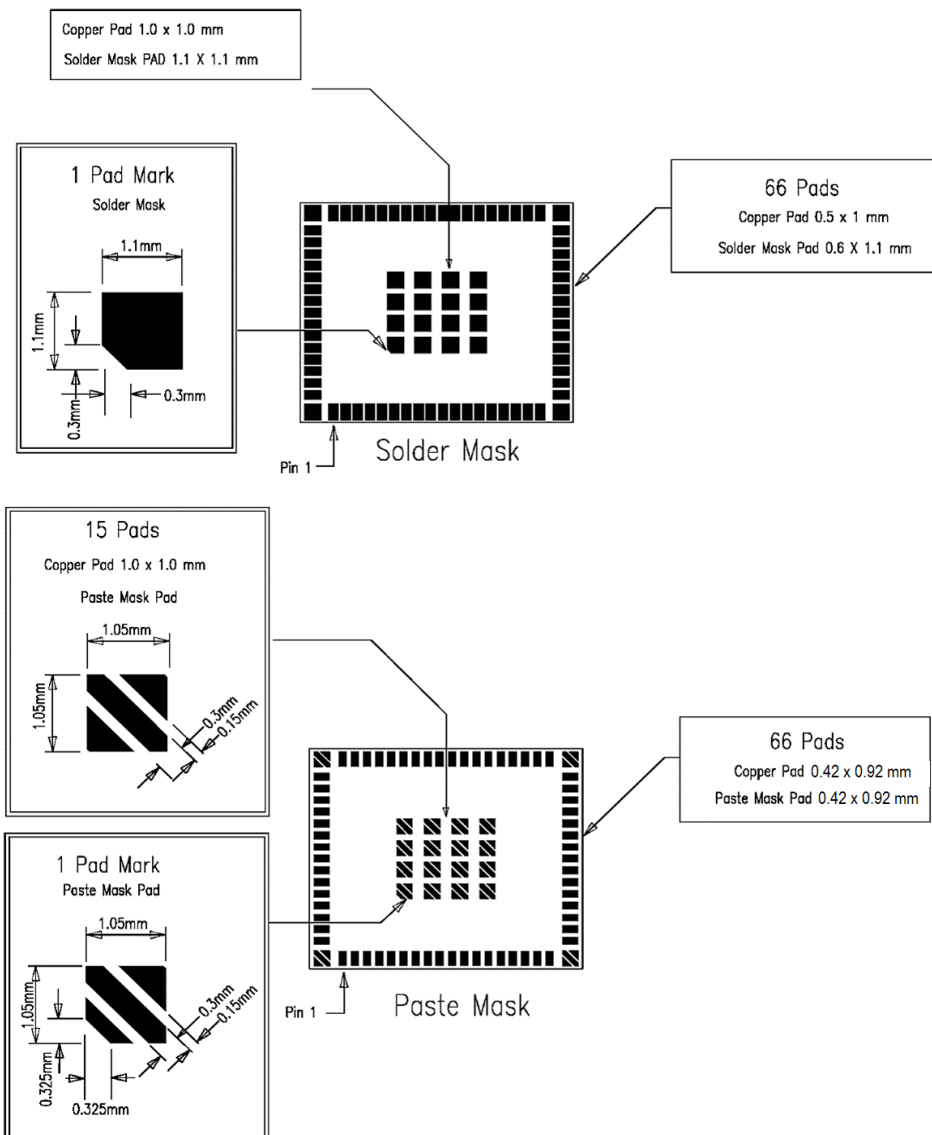 Copper Pad 1.0 x 1.0 mm
Solder Mask PAD 1.1 X 1.1 mm
1 Pad Mark
Solder Mask
1.1mm
1.1mm
0.3mm
0.3mm
66 Pads
Copper Pad 0.5 x 1 mm
Solder Mask Pad 0.6 X 1.1 mm
Pin 1
Solder Mask
15 Pads
Copper Pad 1.0 x 1.0 mm
Paste Mask Pad
1.05mm
1.05mm
0.3mm
0.15mm
66 Pads
Copper Pad 0.42 x 0.92 mm
Paste Mask Pad 0.42 x 0.92 mm
1 Pad Mark
Paste Mask Pad
1.05mm
1.05mm
0.3mm
0.15mm
0.325mm
0.325mm
Pin 1
Paste Mask